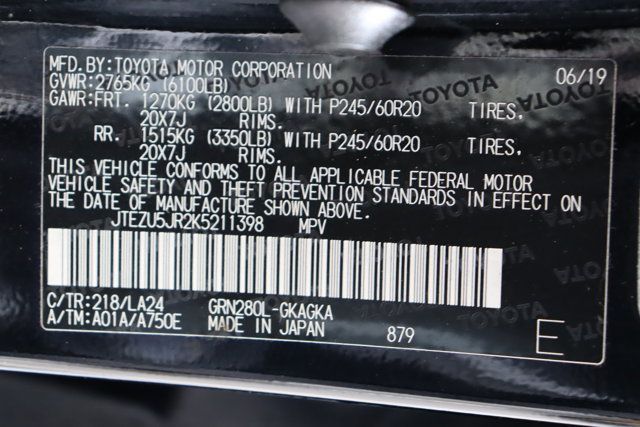 MFD.BY:TOYOTA MOTOR CORPORATION 06/19
GVWR:2765KG (6100LB)
GAWR:FRT. 1270KG (2800LB) WITH P245/60R20 TIRES,
20X7J RIMS.
RR. 1515KG (3350LB) WITH P245/60R20 TIRES,
20X7J RIMS.
THIS VEHICLE CONFORMS TO ALL APPLICABLE FEDERAL MOTOR
VEHICLE SAFETY AND THEFT PREVENTION STANDARDS IN EFFECT ON
THE DATE OF MANUFACTURE SHOWN ABOVE.
JTEZU5JR2K5211398 MPV
C/TR:218/LA24 GRN280L-GKAGKA
A/TM:A01A/A750E MADE IN JAPAN 879 E